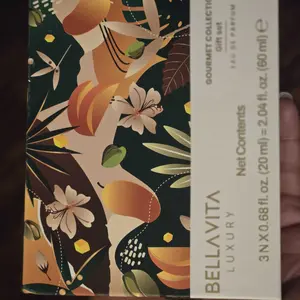 GOURMET COLLECTION
Gift set
EAU DE PARFUM
BELLAVITA
LUXURY
Net Contents
3 N X 0.68 fl. oz. (20 ml) = 2.04 fl. oz. (60 ml) ℮